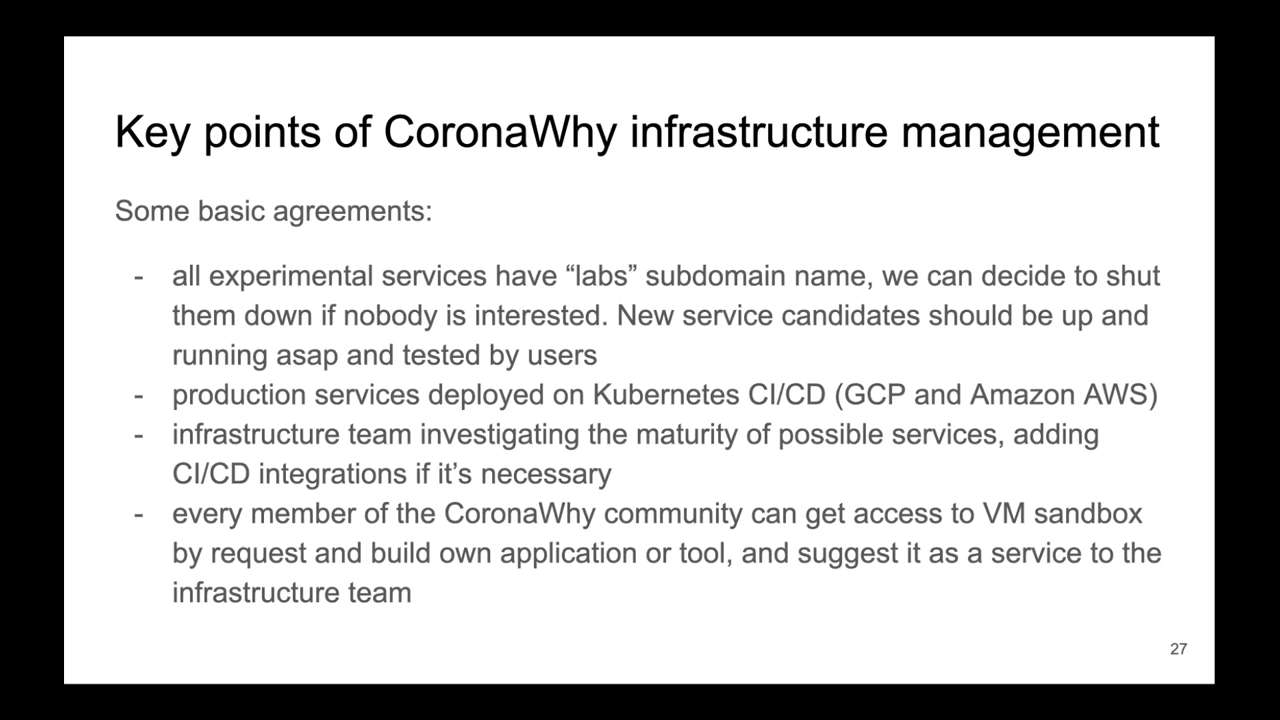 Key points of CoronaWhy infrastructure management
Some basic agreements:
- all experimental services have “labs” subdomain name, we can decide to shut
them down if nobody is interested. New service candidates should be up and
running asap and tested by users
- production services deployed on Kubernetes CI/CD (GCP and Amazon AWS)
- infrastructure team investigating the maturity of possible services, adding
CI/CD integrations if it’s necessary
- every member of the CoronaWhy community can get access to VM sandbox
by request and build own application or tool, and suggest it as a service to the
infrastructure team
27